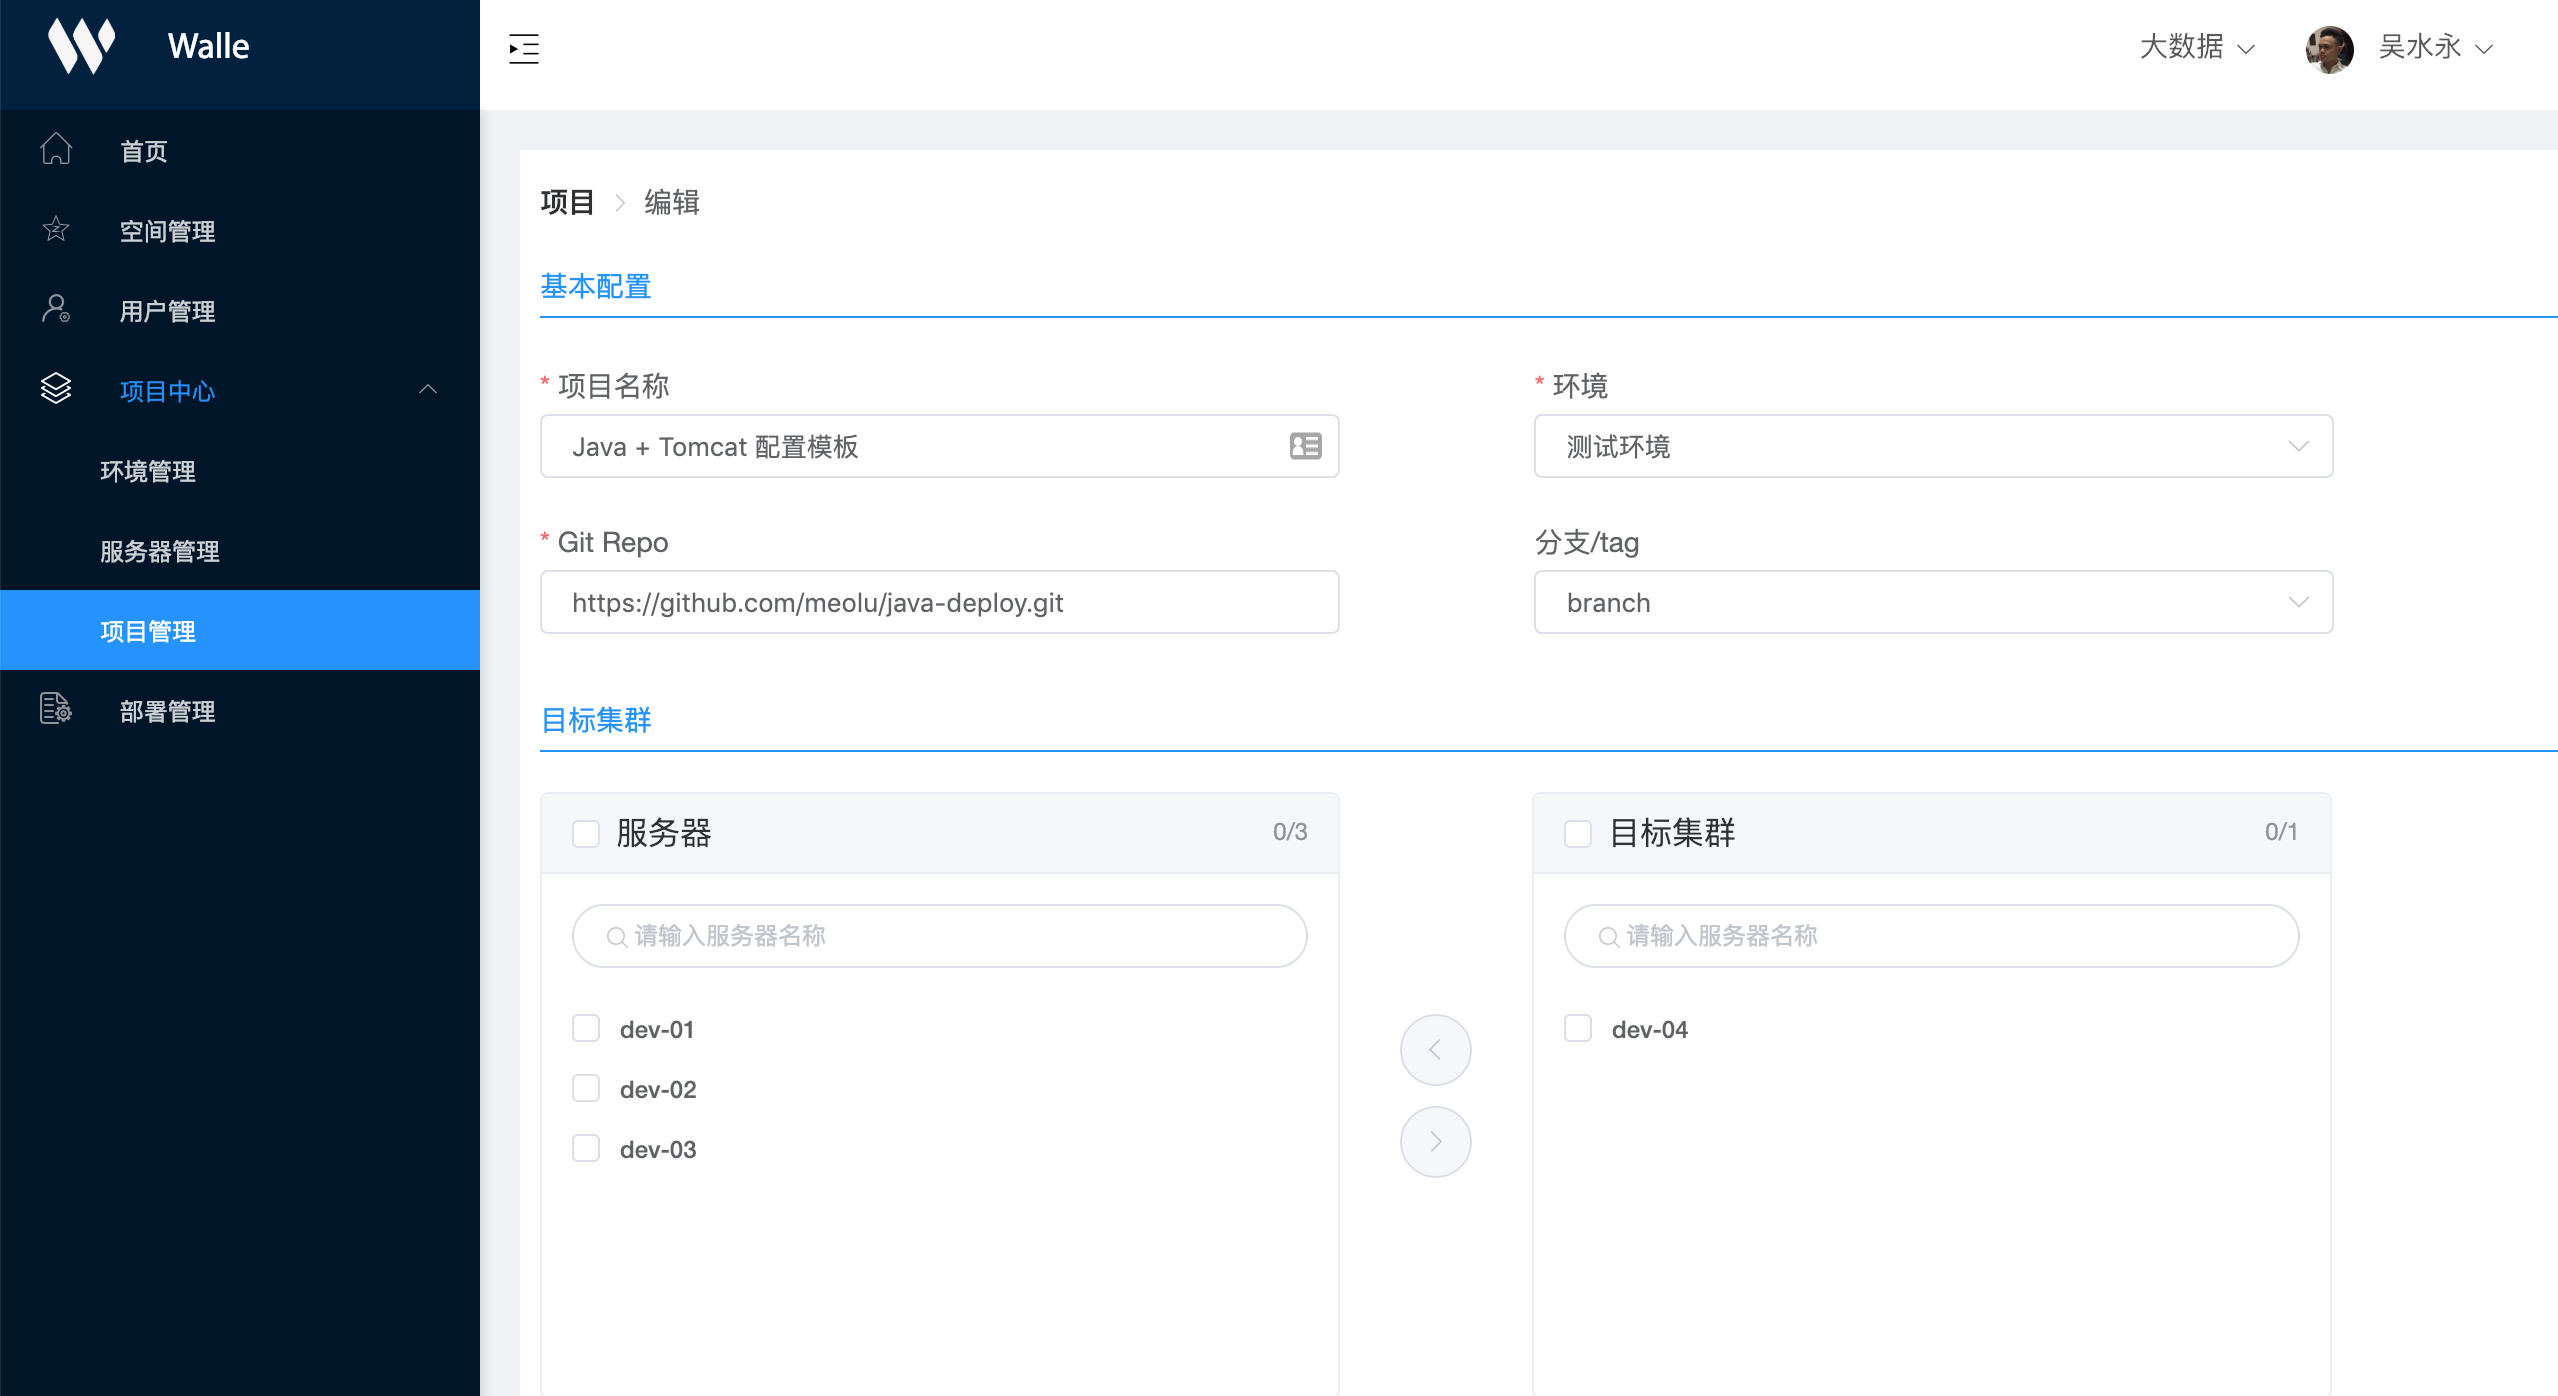 Walle
大数据
吴水永
首页
空间管理
用户管理
项目中心
环境管理
服务器管理
项目管理
部署管理
项目 > 编辑
基本配置
* 项目名称
Java + Tomcat 配置模板
* 环境
测试环境
* Git Repo
https://github.com/meolu/java-deploy.git
分支/tag
branch
目标集群
服务器 0/3
请输入服务器名称
dev-01
dev-02
dev-03
目标集群 0/1
请输入服务器名称
dev-04